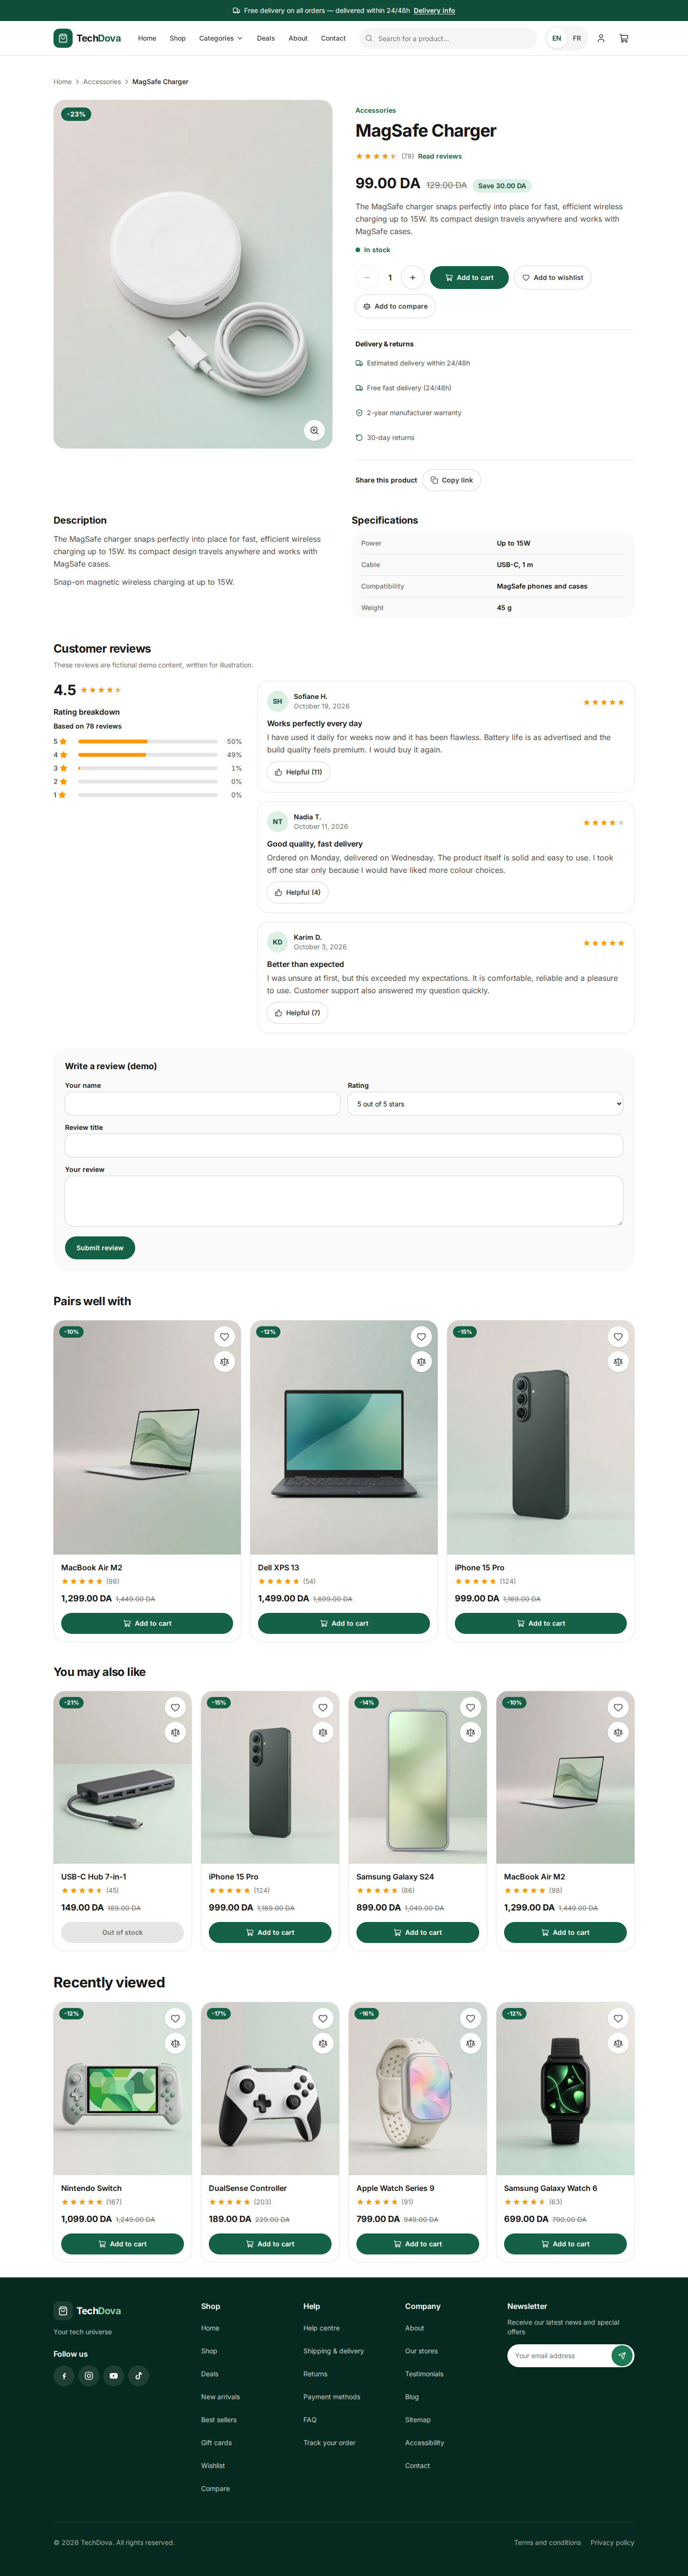 Free delivery on all orders — delivered within 24/48h Delivery info
TechDova
Home Shop Categories Deals About Contact Search for a product... EN FR
Home > Accessories > MagSafe Charger
-23%
Accessories
MagSafe Charger
(78) Read reviews
99.00 DA 129.00 DA Save 30.00 DA
The MagSafe charger snaps perfectly into place for fast, efficient wireless
charging up to 15W. Its compact design travels anywhere and works with
MagSafe cases.
In stock
1 Add to cart Add to wishlist
Add to compare
Delivery & returns
Estimated delivery within 24/48h
Free fast delivery (24/48h)
2-year manufacturer warranty
30-day returns
Share this product Copy link
Description
The MagSafe charger snaps perfectly into place for fast, efficient wireless
charging up to 15W. Its compact design travels anywhere and works with
MagSafe cases.
Snap-on magnetic wireless charging at up to 15W.
Specifications
Power Up to 15W
Cable USB-C, 1 m
Compatibility MagSafe phones and cases
Weight 45 g
Customer reviews
These reviews are fictional demo content, written for illustration.
4.5
Rating breakdown
Based on 78 reviews
5 50%
4 49%
3 1%
2 0%
1 0%
SH Sofiane H.
October 19, 2026
Works perfectly every day
I have used it daily for weeks now and it has been flawless. Battery life is as advertised and the
build quality feels premium. I would buy it again.
Helpful (11)
NT Nadia T.
October 11, 2026
Good quality, fast delivery
Ordered on Monday, delivered on Wednesday. The product itself is solid and easy to use. I took
off one star only because I would have liked more colour choices.
Helpful (4)
KD Karim D.
October 3, 2026
Better than expected
I was unsure at first, but this exceeded my expectations. It is comfortable, reliable and a pleasure
to use. Customer support also answered my question quickly.
Helpful (7)
Write a review (demo)
Your name Rating
5 out of 5 stars
Review title
Your review
Submit review
Pairs well with
-10% -12% -15%
MacBook Air M2 Dell XPS 13 iPhone 15 Pro
(98) (54) (124)
1,299.00 DA 1,449.00 DA 1,499.00 DA 1,699.00 DA 999.00 DA 1,169.00 DA
Add to cart Add to cart Add to cart
You may also like
-21% -15% -14% -10%
USB-C Hub 7-in-1 iPhone 15 Pro Samsung Galaxy S24 MacBook Air M2
(45) (124) (86) (98)
149.00 DA 189.00 DA 999.00 DA 1,169.00 DA 899.00 DA 1,049.00 DA 1,299.00 DA 1,449.00 DA
Out of stock Add to cart Add to cart Add to cart
Recently viewed
-12% -17% -16% -12%
Nintendo Switch DualSense Controller Apple Watch Series 9 Samsung Galaxy Watch 6
(167) (203) (91) (63)
1,099.00 DA 1,249.00 DA 189.00 DA 229.00 DA 799.00 DA 949.00 DA 699.00 DA 790.00 DA
Add to cart Add to cart Add to cart Add to cart
TechDova
Your tech universe
Follow us
Shop
Home
Shop
Deals
New arrivals
Best sellers
Gift cards
Wishlist
Compare
Help
Help centre
Shipping & delivery
Returns
Payment methods
FAQ
Track your order
Company
About
Our stores
Testimonials
Blog
Sitemap
Accessibility
Contact
Newsletter
Receive our latest news and special
offers
Your email address
© 2026 TechDova. All rights reserved. Terms and conditions Privacy policy